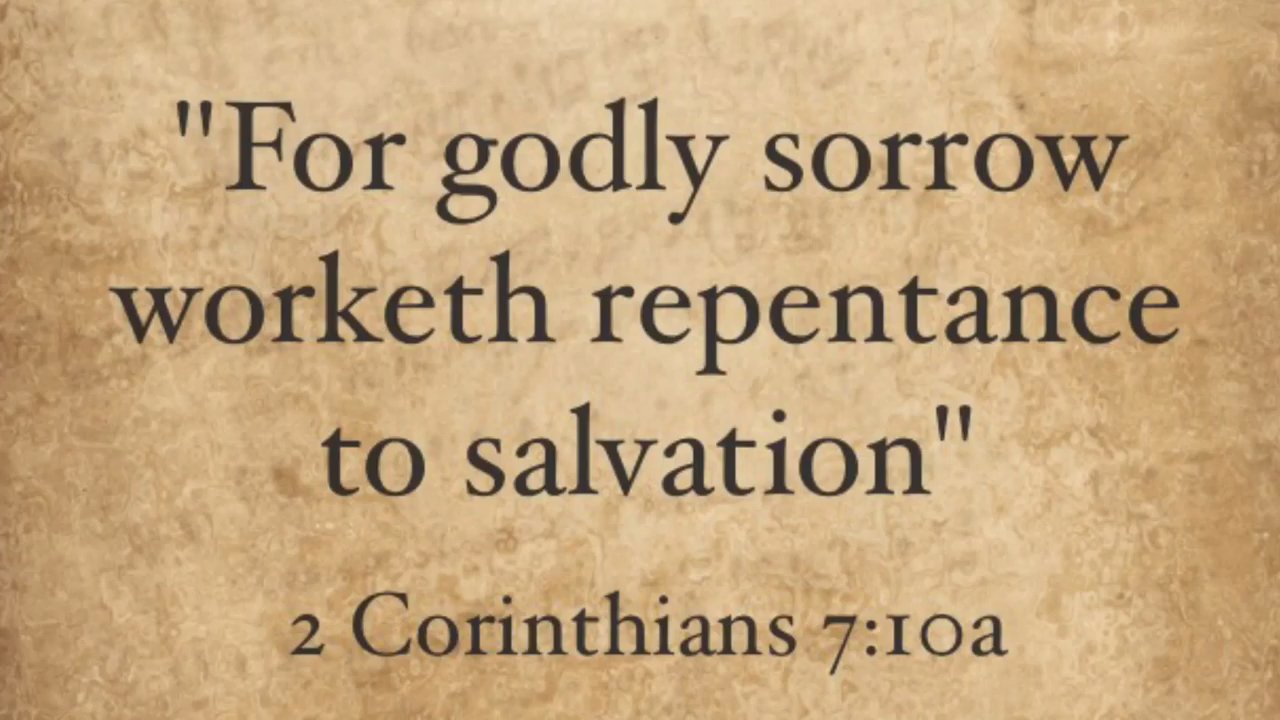 "For godly sorrow
worketh repentance
to salvation"
2 Corinthians 7:10a